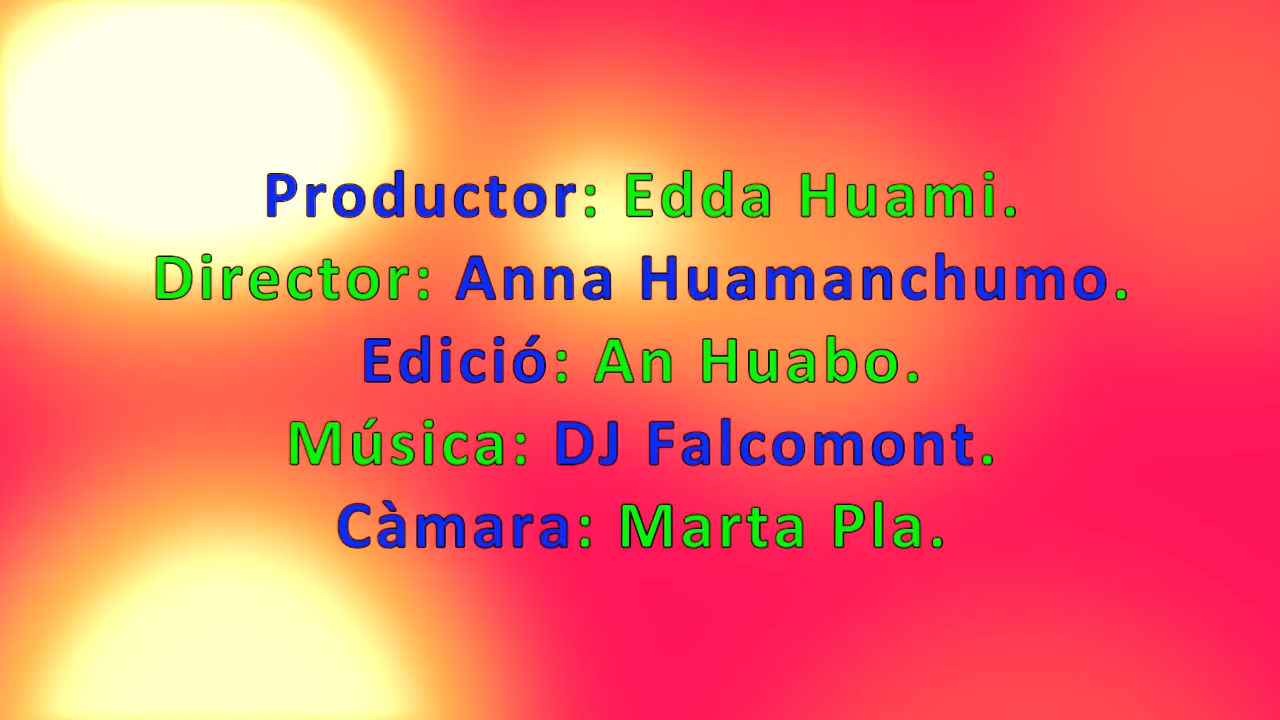 Productor: Edda Huami.
Director: Anna Huamanchumo.
Edició: An Huabo.
Música: DJ Falcomont.
Càmara: Marta Pla.